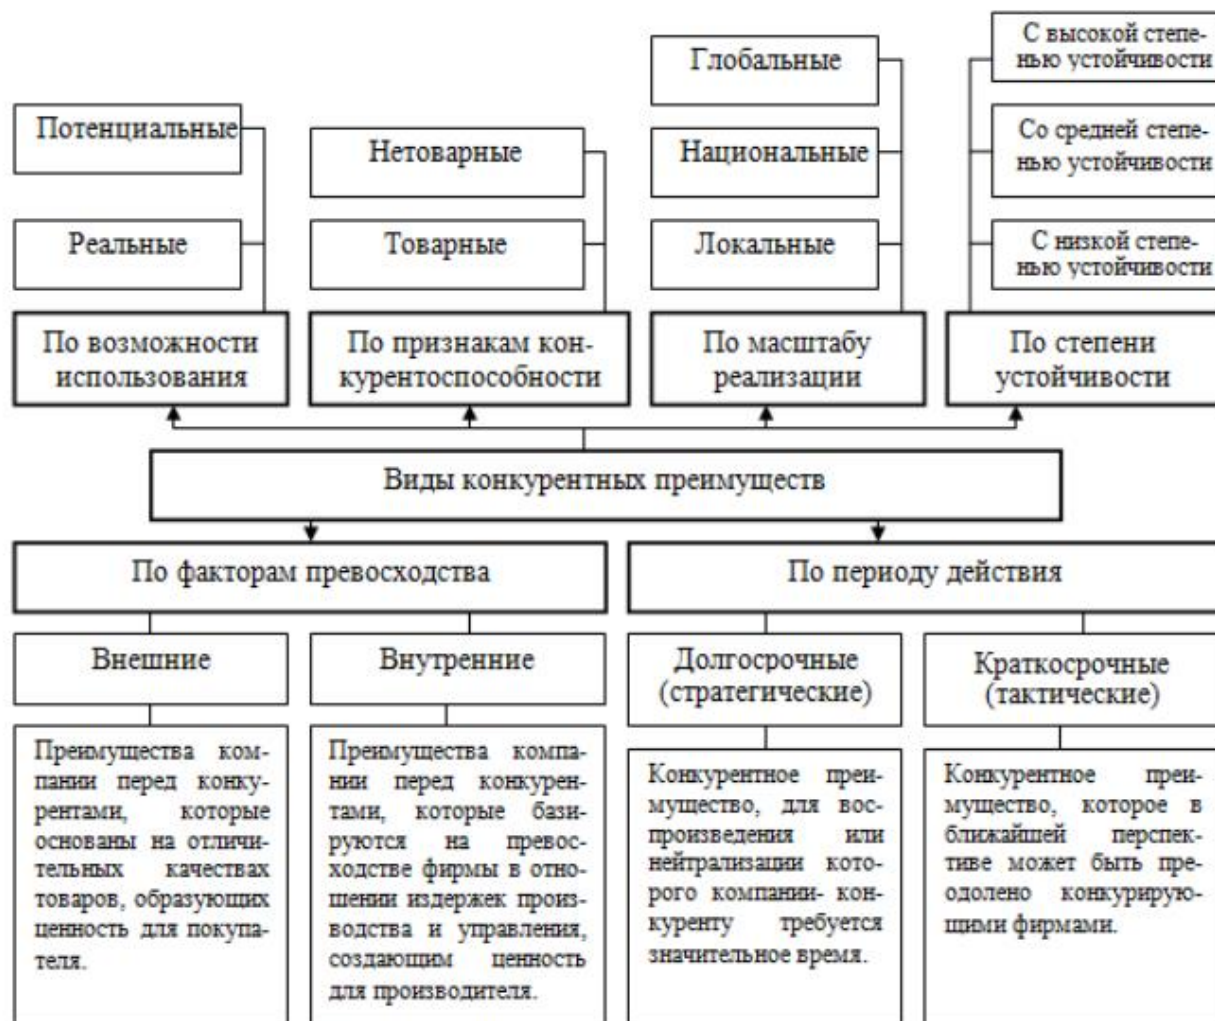 Глобальные
С высокой степе-
нью устойчивости
Потенциальные
Нетоварные
Национальные
Со средней степе-
нью устойчивости
Реальные
Товарные
Локальные
С низкой степе-
нью устойчивости
По возможности
использования
По признакам кон-
курентоспособности
По масштабу
реализации
По степени
устойчивости
Виды конкурентных преимуществ
По факторам превосходства
По периоду действия
Внешние
Внутренние
Долгосрочные
(стратегические)
Краткосрочные
(тактические)
Преимущества ком-
пании перед конку-
рентами, которые
основаны на отличи-
тельных качествах
товаров, образующих
ценность для покупа-
теля.
Преимущества компа-
нии перед конкурен-
тами, которые бази-
руются на превос-
ходстве фирмы в отно-
шении издержек произ-
водства и управления,
создающим ценность
для производителя.
Конкурентное преи-
мущество, для вос-
произведения или
нейтрализации кото-
рого компании- кон-
куренту требуется
значительное время.
Конкурентное преи-
мущество, которое в
ближайшей перспек-
тиве может быть пре-
одолено конкурирую-
щими фирмами.